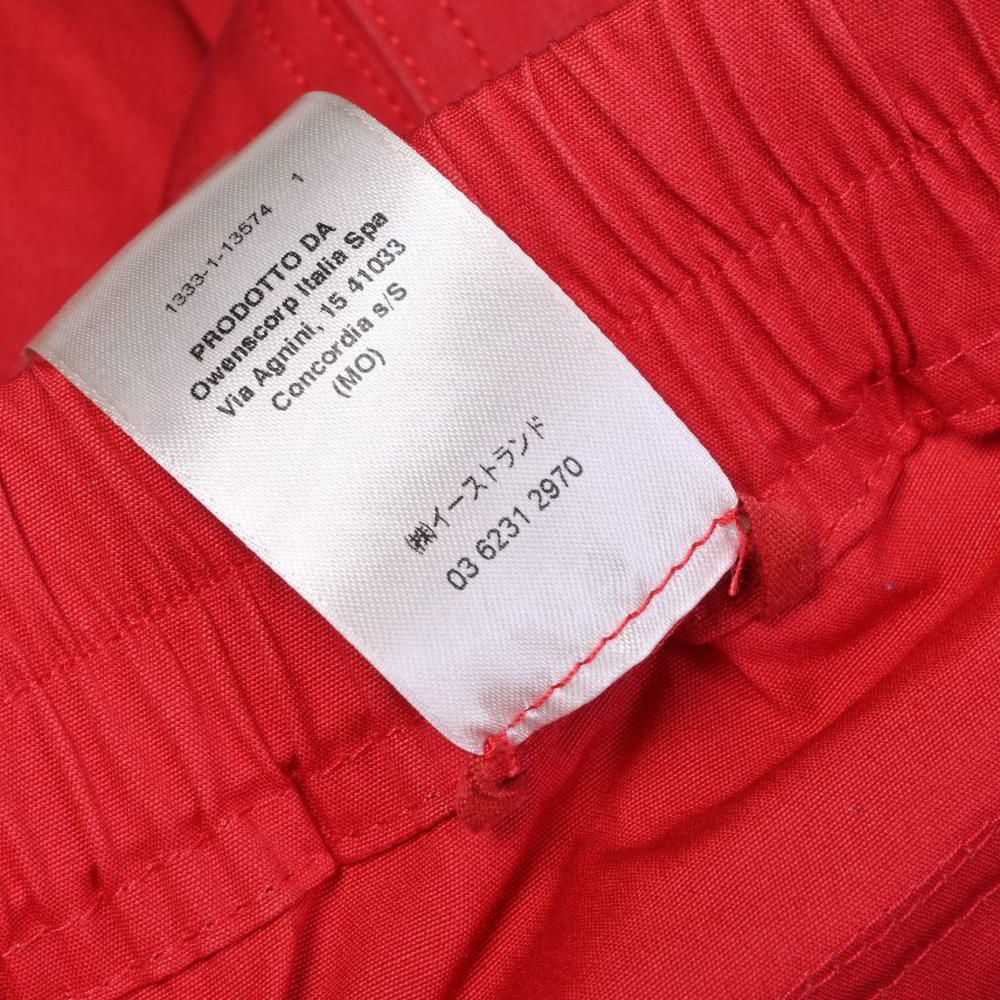 1333-1-13574 1
PRODOTTO DA
Owenscorp Italia Spa
Via Agnini, 15 41033
Concordia s/S
(MO)
㈱イーストランド
03 6231 2970